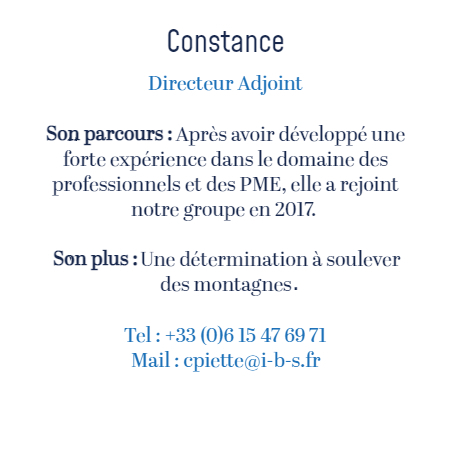 Constance
Directeur Adjoint
Son parcours : Après avoir développé une
forte expérience dans le domaine des
professionnels et des PME, elle a rejoint
notre groupe en 2017.
Son plus : Une détermination à soulever
des montagnes.
Tel : +33 (0)6 15 47 69 71
Mail : cpiette@i-b-s.fr